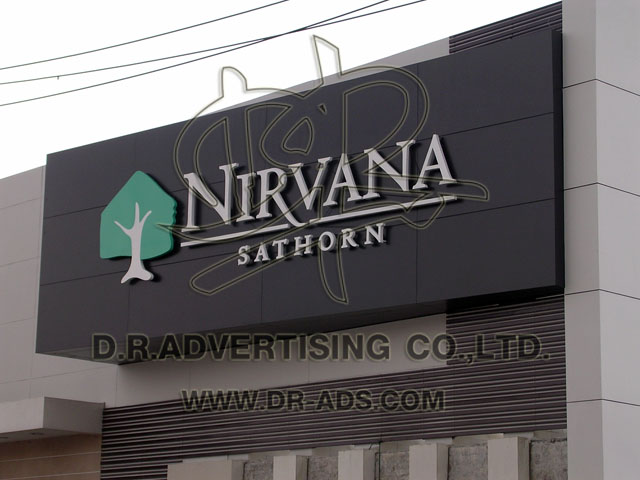 NIRVANA
SATHORN
D.R.ADVERTISING CO.,LTD.
WWW.DR-ADS.COM